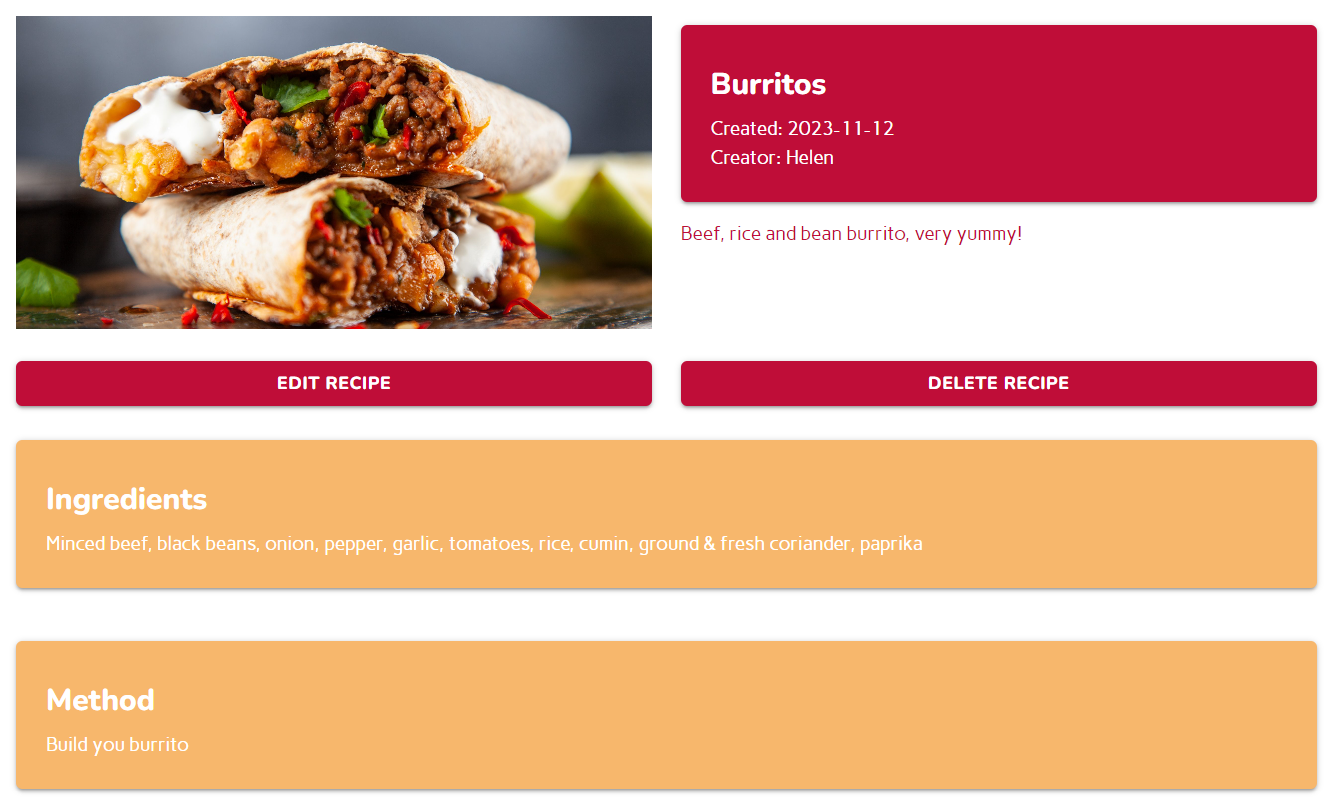 Burritos
Created: 2023-11-12
Creator: Helen
Beef, rice and bean burrito, very yummy!
EDIT RECIPE
DELETE RECIPE
Ingredients
Minced beef, black beans, onion, pepper, garlic, tomatoes, rice, cumin, ground & fresh coriander, paprika
Method
Build you burrito